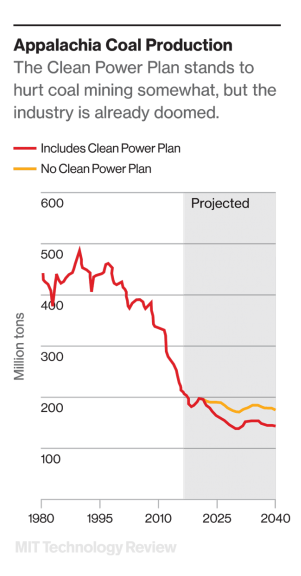 Appalachia Coal Production
The Clean Power Plan stands to
hurt coal mining somewhat, but the
industry is already doomed.
Includes Clean Power Plan
No Clean Power Plan
600
Projected
500
400
300
200
100
Million tons
1980 1995 2010 2025 2040
MIT Technology Review